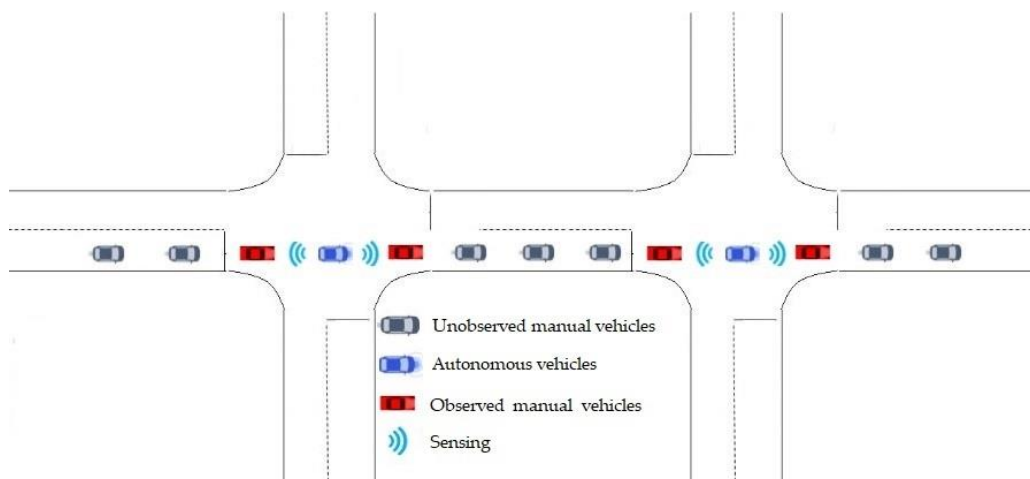 Unobserved manual vehicles
Autonomous vehicles
Observed manual vehicles
Sensing